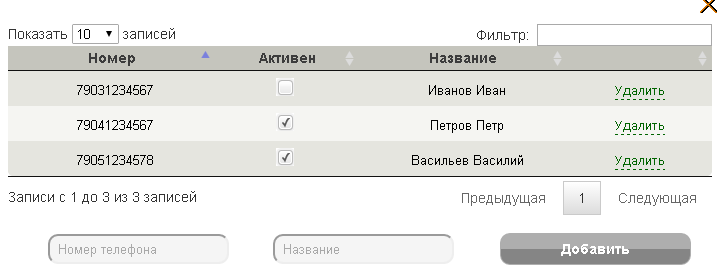 Показать 10 записей Фильтр:
Номер Активен Название
79031234567 Иванов Иван Удалить
79041234567 Петров Петр Удалить
79051234578 Васильев Василий Удалить
Записи с 1 до 3 из 3 записей Предыдущая 1 Следующая
Номер телефона Название Добавить